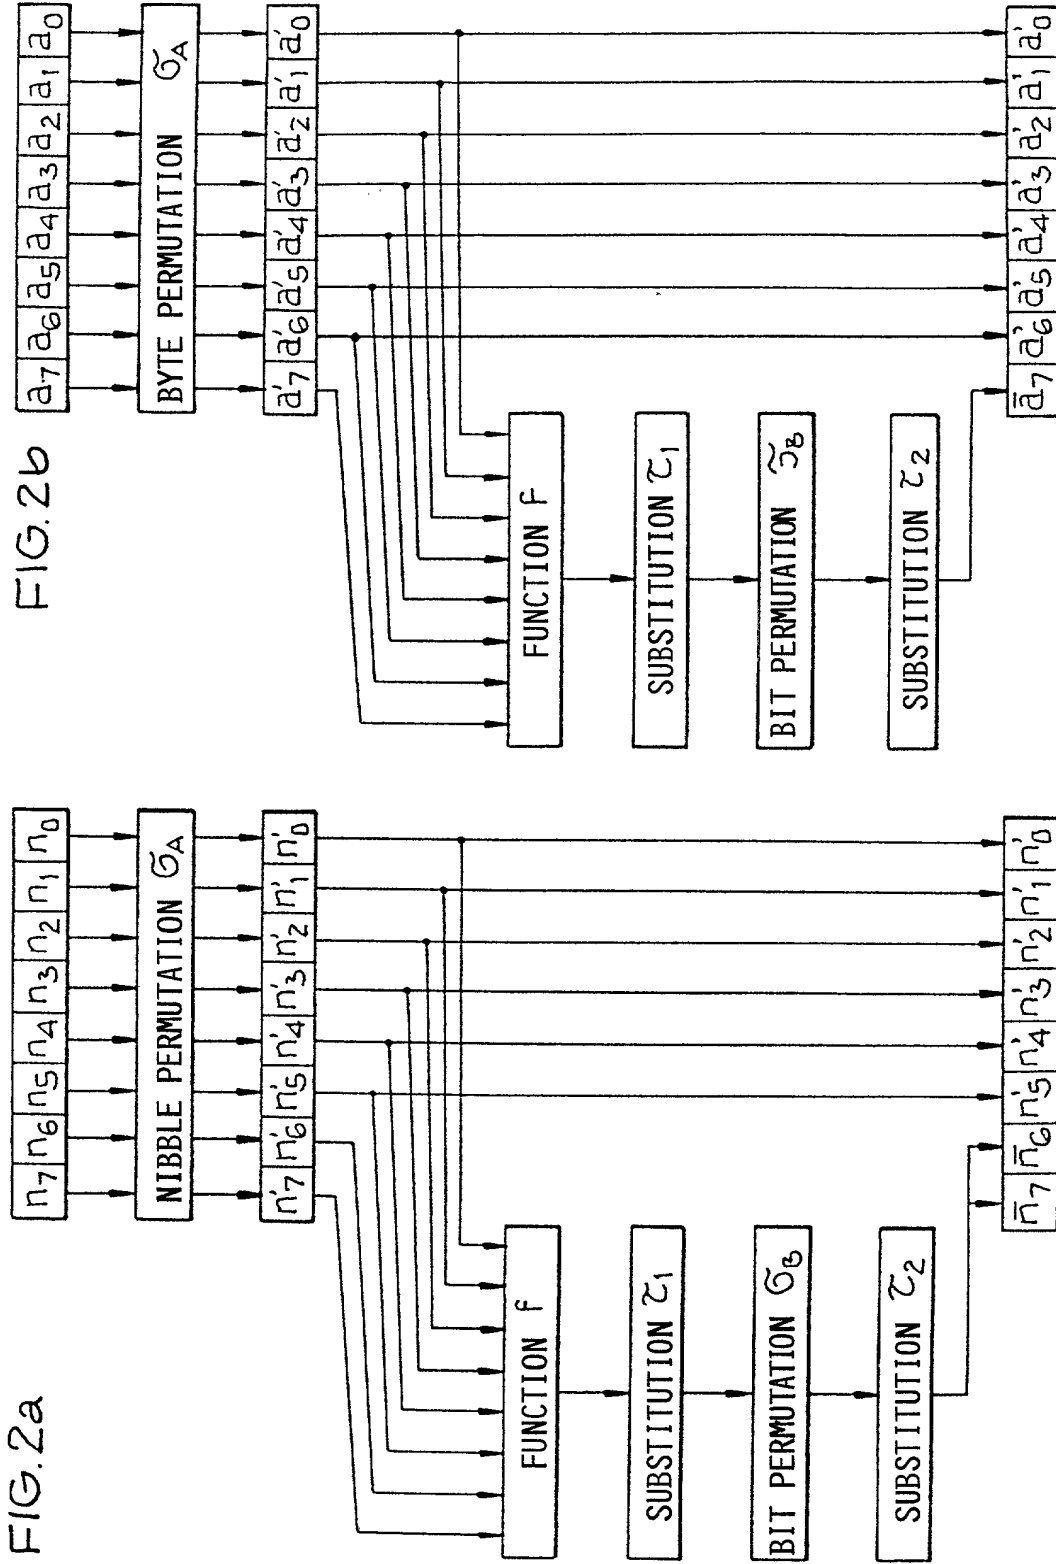 FIG. 2a
n7 n6 n5 n4 n3 n2 n1 n0
NIBBLE PERMUTATION σ̃A
n'7 n'6 n'5 n'4 n'3 n'2 n'1 n'0
FUNCTION f
SUBSTITUTION τ1
BIT PERMUTATION σ̃B
SUBSTITUTION τ2
n̄7 n̄6 n'5 n'4 n'3 n'2 n'1 n'0
FIG. 2b
a7 a6 a5 a4 a3 a2 a1 a0
BYTE PERMUTATION σ̃A
a'7 a'6 a'5 a'4 a'3 a'2 a'1 a'0
FUNCTION F
SUBSTITUTION τ1
BIT PERMUTATION σ̃B
SUBSTITUTION τ2
ā7 a'6 a'5 a'4 a'3 a'2 a'1 a'0